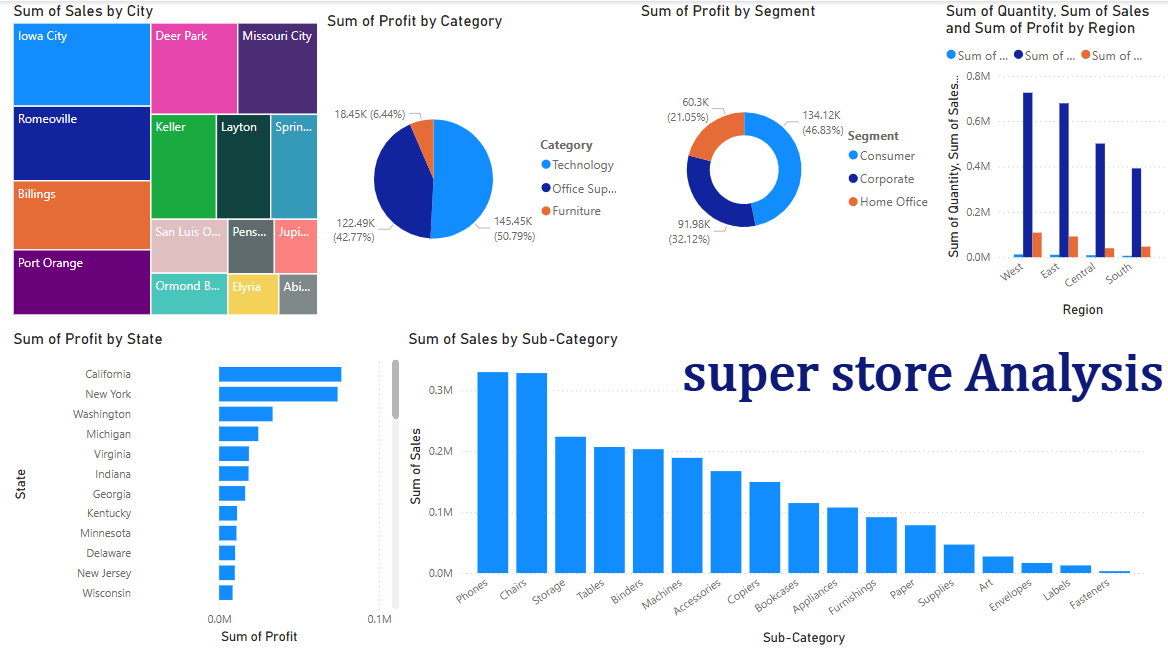 Sum of Sales by City
Iowa City
Deer Park
Missouri City
Romeoville
Keller
Layton
Sprin...
Billings
San Luis O...
Pens...
Jupi...
Port Orange
Ormond B...
Elyria
Abi...
Sum of Profit by Category
18.45K (6.44%)
122.49K
(42.77%)
145.45K
(50.79%)
Category
Technology
Office Sup...
Furniture
Sum of Profit by Segment
60.3K
(21.05%)
134.12K
(46.83%)
91.98K
(32.12%)
Segment
Consumer
Corporate
Home Office
Sum of Quantity, Sum of Sales
and Sum of Profit by Region
Sum of ... Sum of ... Sum of ...
Sum of Quantity, Sum of Sales...
0.8M
0.6M
0.4M
0.2M
0.0M
West
East
Central
South
Region
Sum of Profit by State
State
California
New York
Washington
Michigan
Virginia
Indiana
Georgia
Kentucky
Minnesota
Delaware
New Jersey
Wisconsin
0.0M
0.1M
Sum of Profit
Sum of Sales by Sub-Category
super store Analysis
Sum of Sales
0.3M
0.2M
0.1M
0.0M
Phones
Chairs
Storage
Tables
Binders
Machines
Accessories
Copiers
Bookcases
Appliances
Furnishings
Paper
Supplies
Art
Envelopes
Labels
Fasteners
Sub-Category